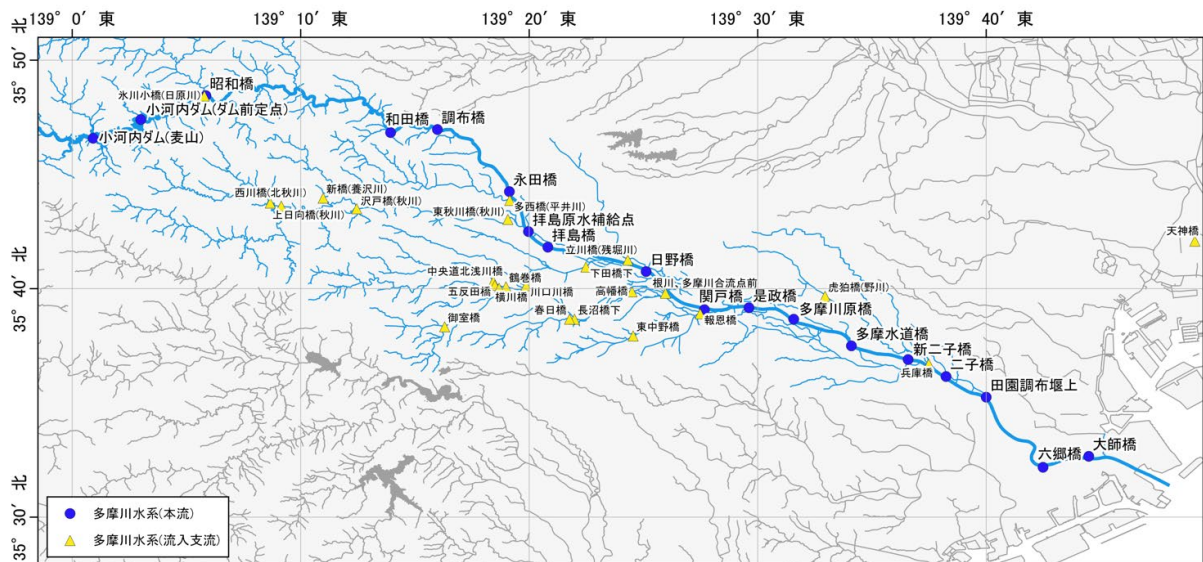 139° 0′ 東
139° 10′ 東
139° 20′ 東
139° 30′ 東
139° 40′ 東
35° 50′ 北
35° 40′ 北
35° 30′ 北
昭和橋
氷川小橋(日原川)
小河内ダム(ダム前定点)
小河内ダム(麦山)
和田橋
調布橋
永田橋
多西橋(平井川)
西川橋(北秋川)
新橋(養沢川)
沢戸橋(秋川)
上日向橋(秋川)
東秋川橋(秋川)
拝島原水補給点
拝島橋
天神橋
立川橋(残堀川)
日野橋
下田橋下
中央道北浅川橋
鶴巻橋
五反田橋
横川橋
川口川橋
高幡橋
根川、多摩川合流点前
虎狛橋(野川)
関戸橋
是政橋
御室橋
春日橋
長沼橋下
報恩橋
多摩川原橋
東中野橋
多摩水道橋
新二子橋
兵庫橋
二子橋
田園調布堰上
六郷橋
大師橋
多摩川水系(本流)
多摩川水系(流入支流)